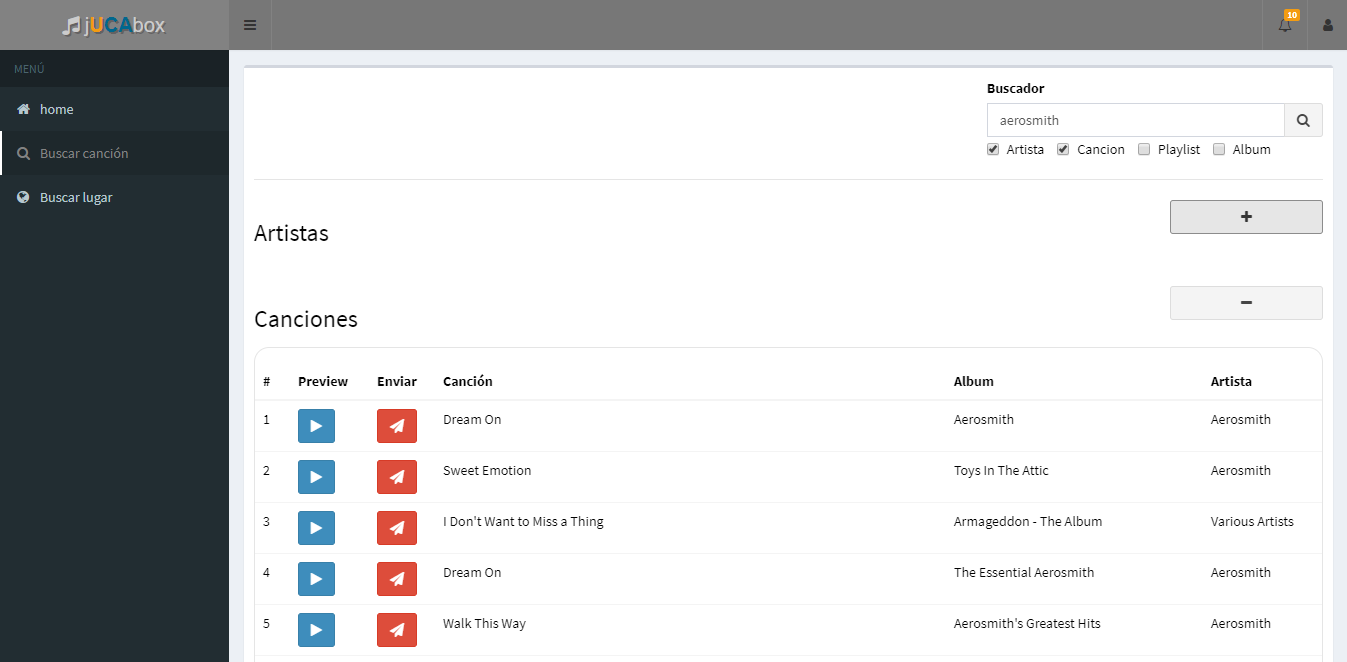 jUCAbox
10
MENÚ
home
Buscar canción
Buscar lugar
Buscador
aerosmith
Artista Cancion Playlist Album
Artistas
Canciones
# Preview Enviar Canción Album Artista
1 Dream On Aerosmith Aerosmith
2 Sweet Emotion Toys In The Attic Aerosmith
3 I Don't Want to Miss a Thing Armageddon - The Album Various Artists
4 Dream On The Essential Aerosmith Aerosmith
5 Walk This Way Aerosmith's Greatest Hits Aerosmith